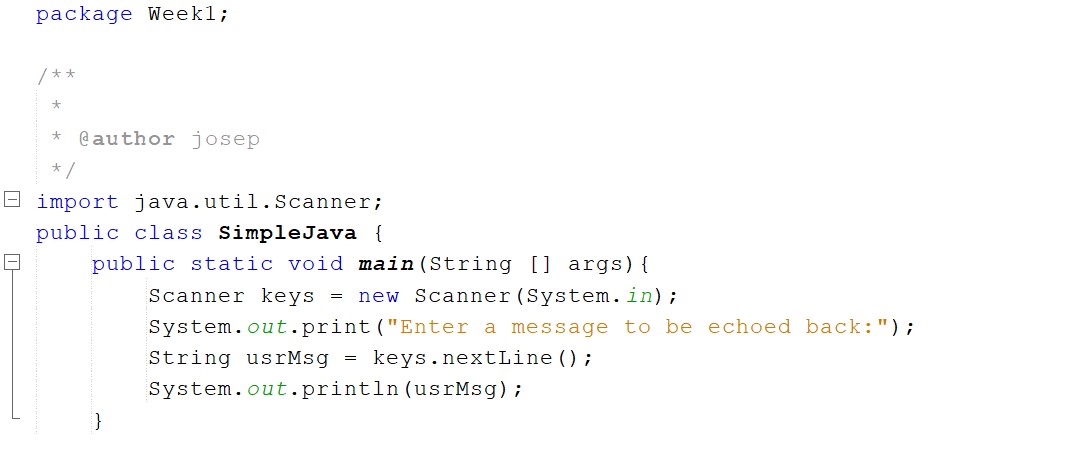 package Week1;
/**
 *
 * @author josep
 */
import java.util.Scanner;
public class SimpleJava {
    public static void main(String [] args){
        Scanner keys = new Scanner(System.in);
        System.out.print("Enter a message to be echoed back:");
        String usrMsg = keys.nextLine();
        System.out.println(usrMsg);
    }